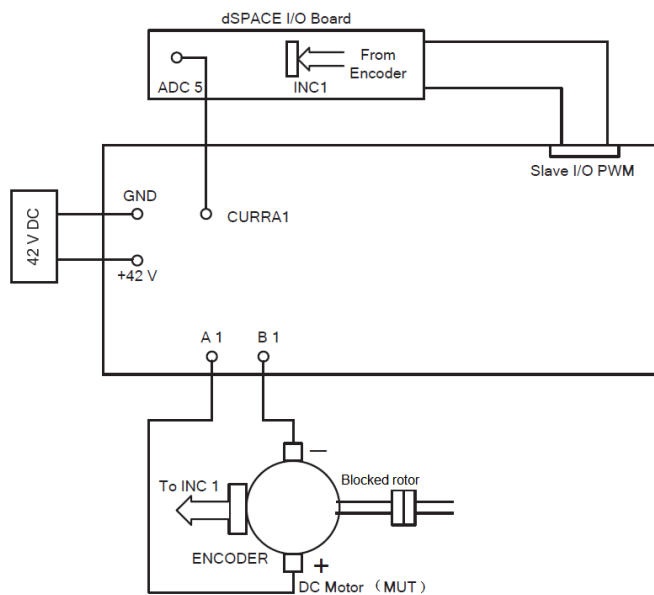 dSPACE I/O Board
From
Encoder
ADC 5
INC1
Slave I/O PWM
GND
CURRA1
42 V DC
+42 V
A 1
B 1
—
Blocked rotor
To INC 1
ENCODER
+
DC Motor （MUT）